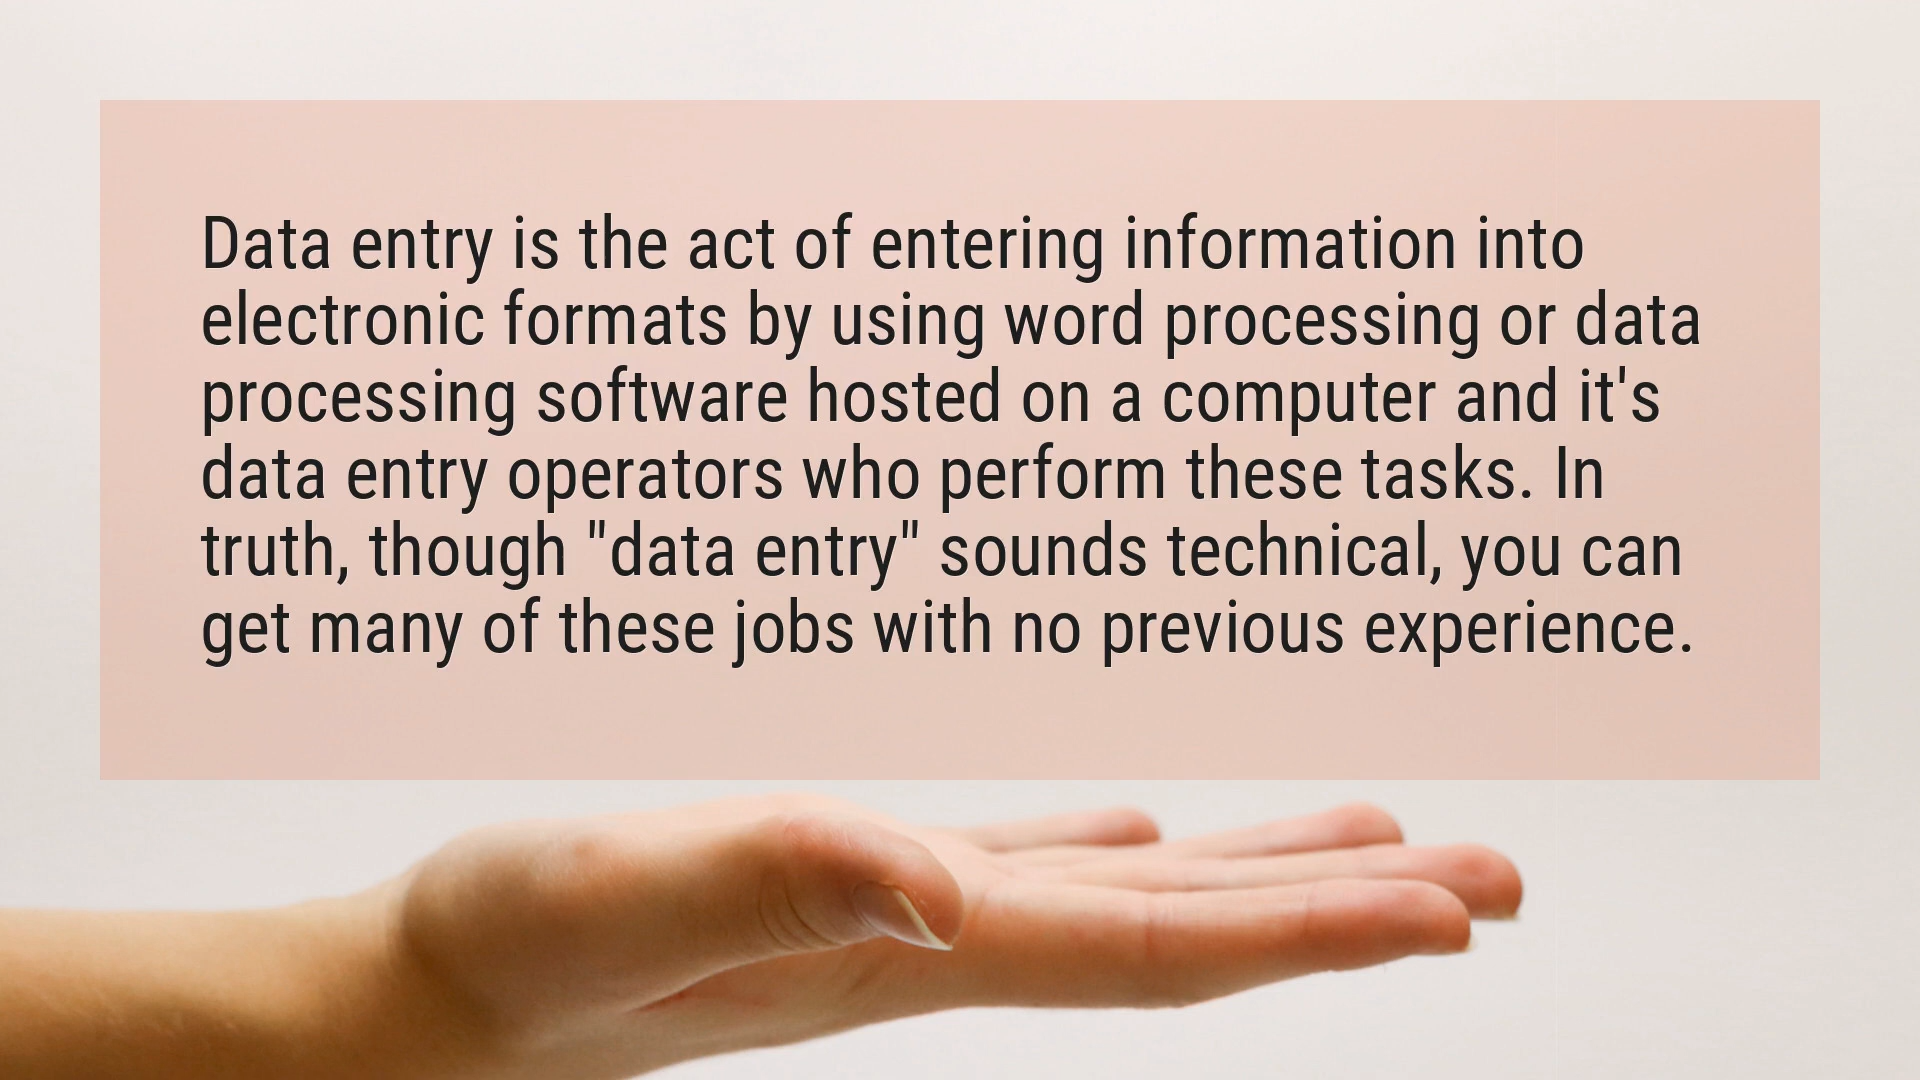 Data entry is the act of entering information into
electronic formats by using word processing or data
processing software hosted on a computer and it's
data entry operators who perform these tasks. In
truth, though "data entry" sounds technical, you can
get many of these jobs with no previous experience.